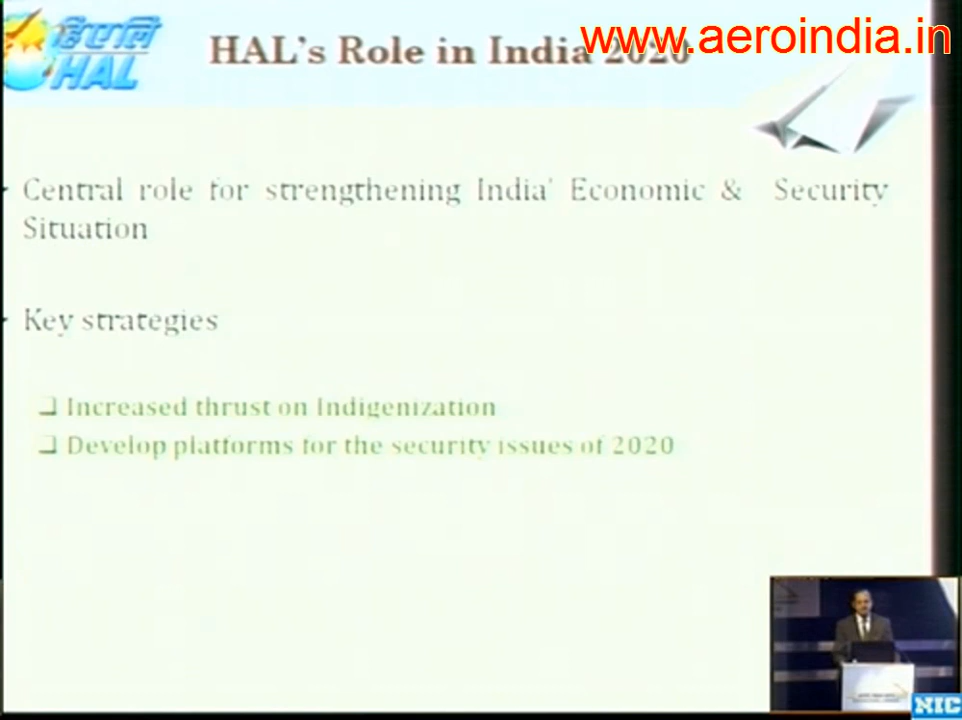 हिएलि
HAL
HAL's Role in India 2020
www.aeroindia.in
Central role for strengthening India' Economic & Security
Situation
Key strategies
❑ Increased thrust on Indigenization
❑ Develop platforms for the security issues of 2020
NIC